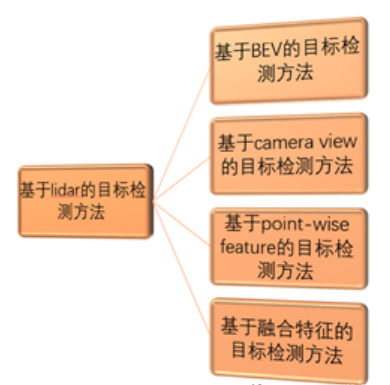 基于lidar的目标检
测方法
基于BEV的目标检
测方法
基于camera view
的目标检测方法
基于point-wise
feature的目标检
测方法
基于融合特征的
目标检测方法